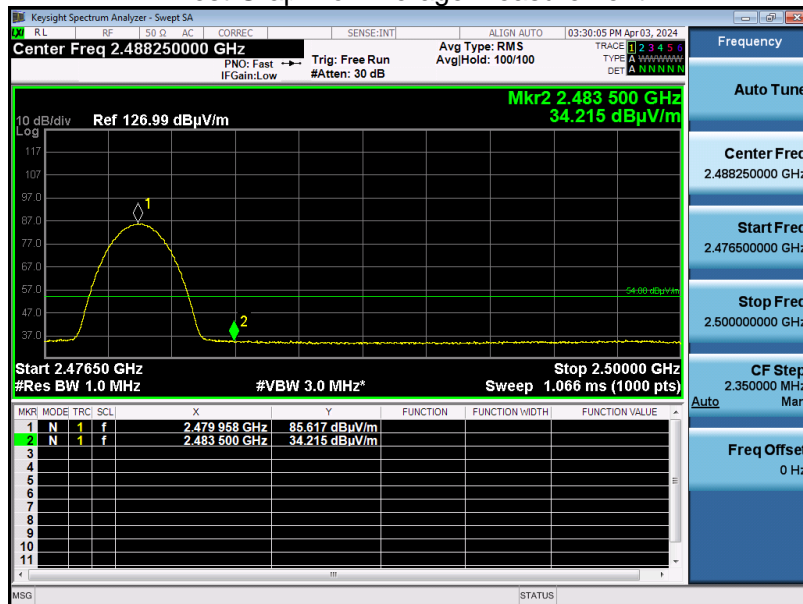 Keysight Spectrum Analyzer - Swept SA
LXI RL RF 50 Ω AC CORREC SENSE:INT ALIGN AUTO 03:30:05 PM Apr 03, 2024
Center Freq 2.488250000 GHz
PNO: Fast
IFGain:Low
Trig: Free Run
#Atten: 30 dB
Avg Type: RMS
Avg|Hold: 100/100
TRACE 1 2 3 4 5 6
TYPE A WWWWW
DET A N N N N N
Mkr2 2.483 500 GHz
34.215 dBµV/m
10 dB/div Ref 126.99 dBµV/m
Log
117
107
97.0
87.0
77.0
67.0
57.0
47.0
37.0
1
2
54.00 dBµV/m
Start 2.47650 GHz Stop 2.50000 GHz
#Res BW 1.0 MHz #VBW 3.0 MHz* Sweep 1.066 ms (1000 pts)
MKR MODE TRC SCL X Y FUNCTION FUNCTION WIDTH FUNCTION VALUE
1 N 1 f 2.479 958 GHz 85.617 dBµV/m
2 N 1 f 2.483 500 GHz 34.215 dBµV/m
3
4
5
6
7
8
9
10
11
MSG STATUS
Frequency
Auto Tune
Center Freq
2.488250000 GHz
Start Freq
2.476500000 GHz
Stop Freq
2.500000000 GHz
CF Step
2.350000 MHz
Auto Man
Freq Offset
0 Hz